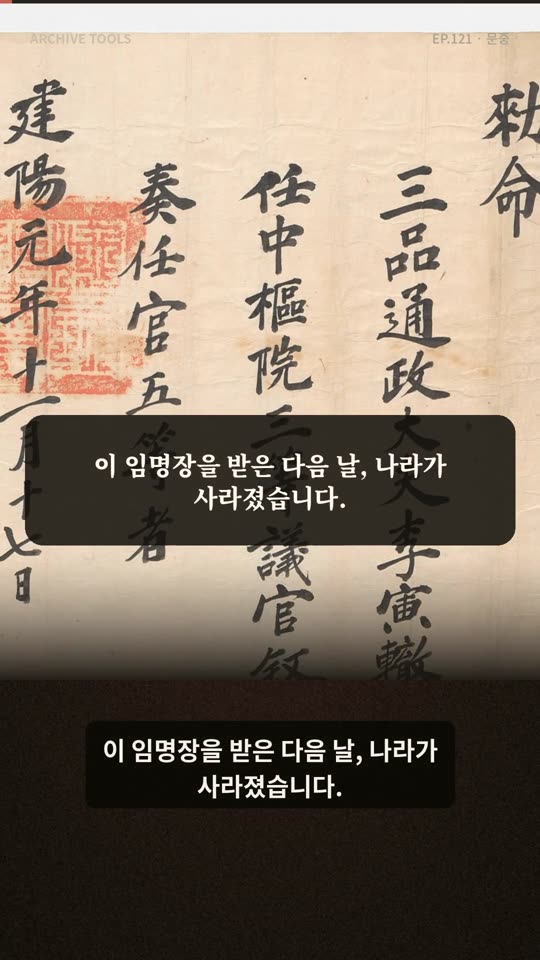 ARCHIVE TOOLS
EP.121 · 문중
勅命
三品通政大夫李寅轍
任中樞院三等議官敍
奏任官五等者
建陽元年十一月十七日
이 임명장을 받은 다음 날, 나라가
사라졌습니다.
이 임명장을 받은 다음 날, 나라가
사라졌습니다.